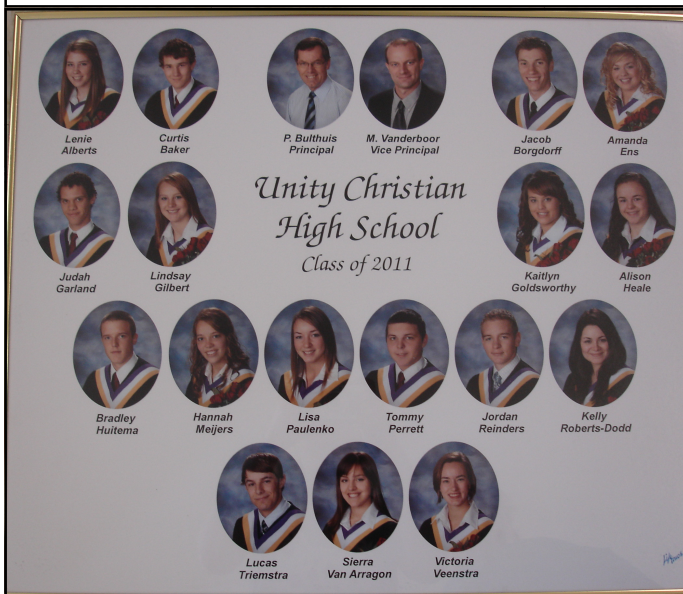 Lenie
Alberts
Curtis
Baker
P. Bulthuis
Principal
M. Vanderboor
Vice Principal
Jacob
Borgdorff
Amanda
Ens
Unity Christian
High School
Class of 2011
Judah
Garland
Lindsay
Gilbert
Kaitlyn
Goldsworthy
Alison
Heale
Bradley
Huitema
Hannah
Meijers
Lisa
Paulenko
Tommy
Perrett
Jordan
Reinders
Kelly
Roberts-Dodd
Lucas
Triemstra
Sierra
Van Arragon
Victoria
Veenstra